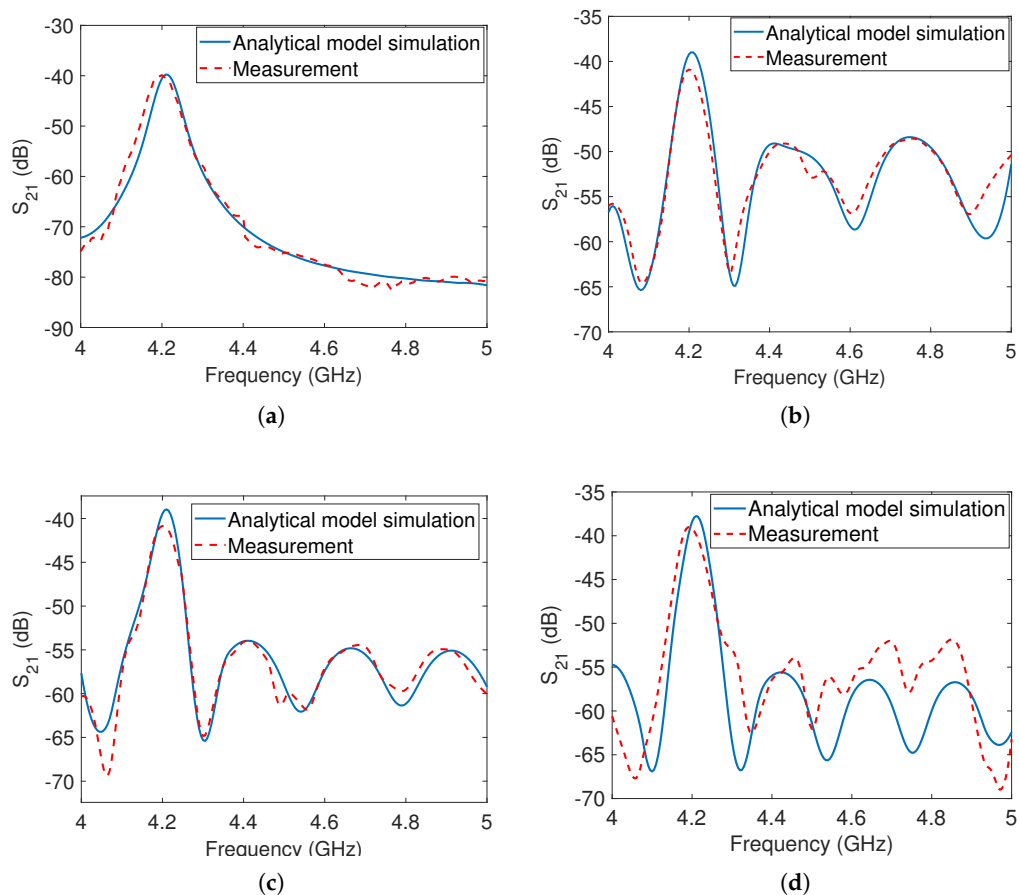 -30
-40
-50
-60
-70
-80
-90
S21 (dB)
Analytical model simulation
Measurement
4 4.2 4.4 4.6 4.8 5
Frequency (GHz)
(a)
-35
-40
-45
-50
-55
-60
-65
-70
S21 (dB)
Analytical model simulation
Measurement
4 4.2 4.4 4.6 4.8 5
Frequency (GHz)
(b)
-40
-45
-50
-55
-60
-65
-70
S21 (dB)
Analytical model simulation
Measurement
4 4.2 4.4 4.6 4.8 5
Frequency (GHz)
(c)
-35
-40
-45
-50
-55
-60
-65
-70
S21 (dB)
Analytical model simulation
Measurement
4 4.2 4.4 4.6 4.8 5
Frequency (GHz)
(d)